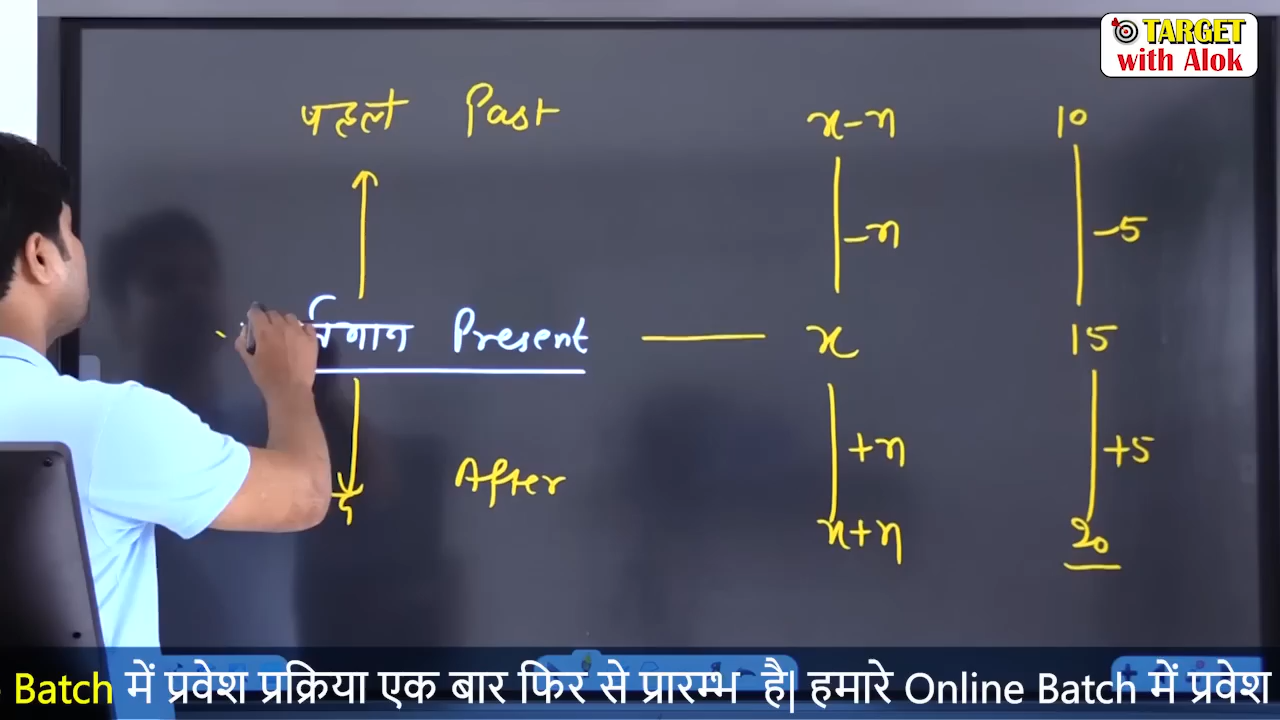 TARGET
with Alok
पहले Past x-n 10
-n -5
Present x 15
+n +5
After x+n 20
Batch में प्रवेश प्रक्रिया एक बार फिर से प्रारम्भ है| हमारे Online Batch में प्रवेश